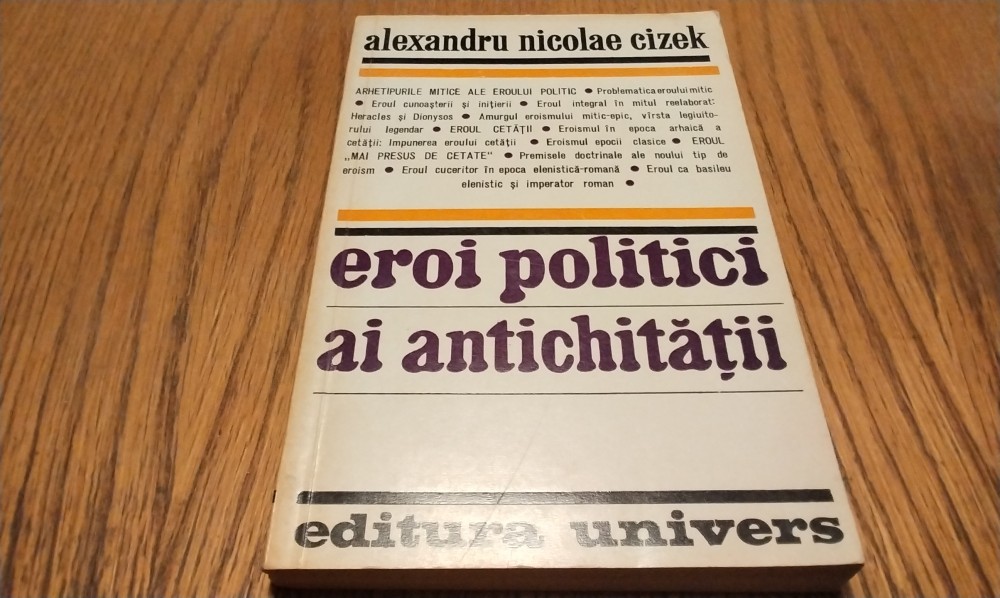 alexandru nicolae cizek
ARHETIPURILE MITICE ALE EROULUI POLITIC ● Problematica eroului mitic
● Eroul cunoașterii și inițierii ● Eroul integral în mitul reelaborat:
Heracles și Dionysos ● Amurgul eroismului mitic-epic, vîrsta legiuito-
rului legendar ● EROUL CETĂȚII ● Eroismul în epoca arhaică a
cetății: Impunerea eroului cetății ● Eroismul epocii clasice ● EROUL
„MAI PRESUS DE CETATE" ● Premisele doctrinale ale noului tip de
eroism ● Eroul cuceritor în epoca elenistică-romană ● Eroul ca basileu
elenistic și imperator roman ●
eroi politici
ai antichității
editura univers